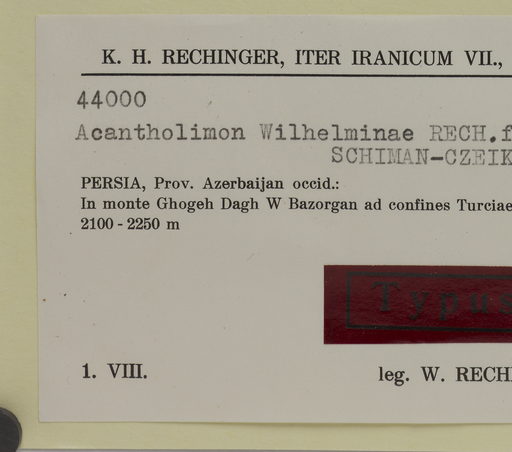 K. H. RECHINGER, ITER IRANICUM VII.,
44000
Acantholimon Wilhelminae RECH.f
SCHIMAN-CZEIK
PERSIA, Prov. Azerbaijan occid.:
In monte Ghogeh Dagh W Bazorgan ad confines Turciae
2100 - 2250 m
Typus
1. VIII.
leg. W. RECH